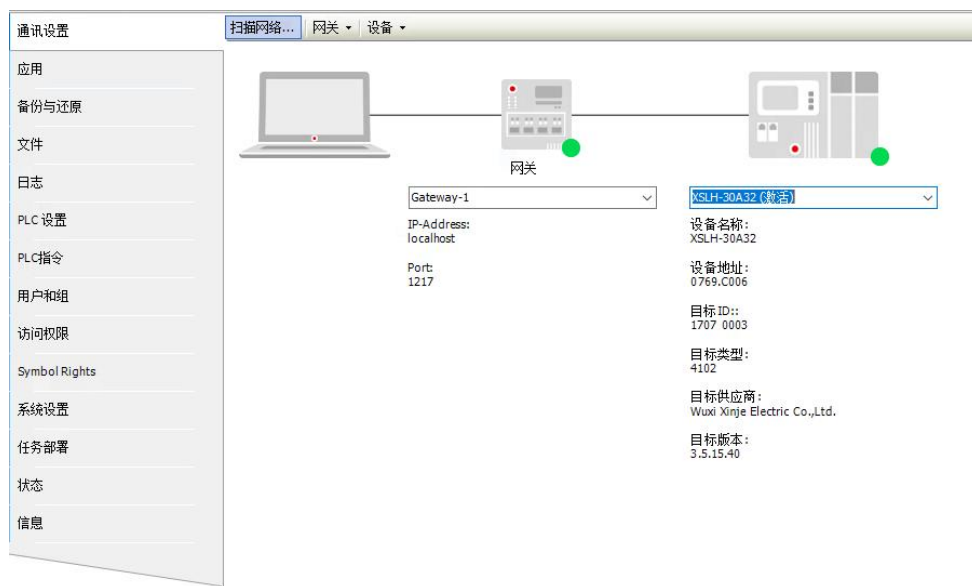 通讯设置
应用
备份与还原
文件
日志
PLC 设置
PLC指令
用户和组
访问权限
Symbol Rights
系统设置
任务部署
状态
信息
扫描网络... 网关 设备
网关
Gateway-1
IP-Address:
localhost
Port:
1217
XSLH-30A32 (激活)
设备名称:
XSLH-30A32
设备地址:
0769.C006
目标ID::
1707 0003
目标类型:
4102
目标供应商:
Wuxi Xinje Electric Co.,Ltd.
目标版本:
3.5.15.40